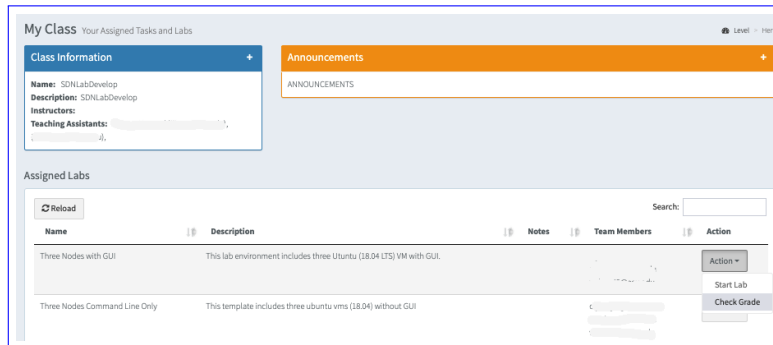 My Class Your Assigned Tasks and Labs
Level > Her
Class Information +
Announcements +
Name: SDNLabDevelop
Description: SDNLabDevelop
Instructors:
Teaching Assistants:
ANNOUNCEMENTS
Assigned Labs
Reload
Search:
Name Description Notes Team Members Action
Three Nodes with GUI This lab environment includes three Utuntu (18.04 LTS) VM with GUI. Action
Start Lab
Check Grade
Three Nodes Command Line Only This template includes three ubuntu vms (18.04) without GUI